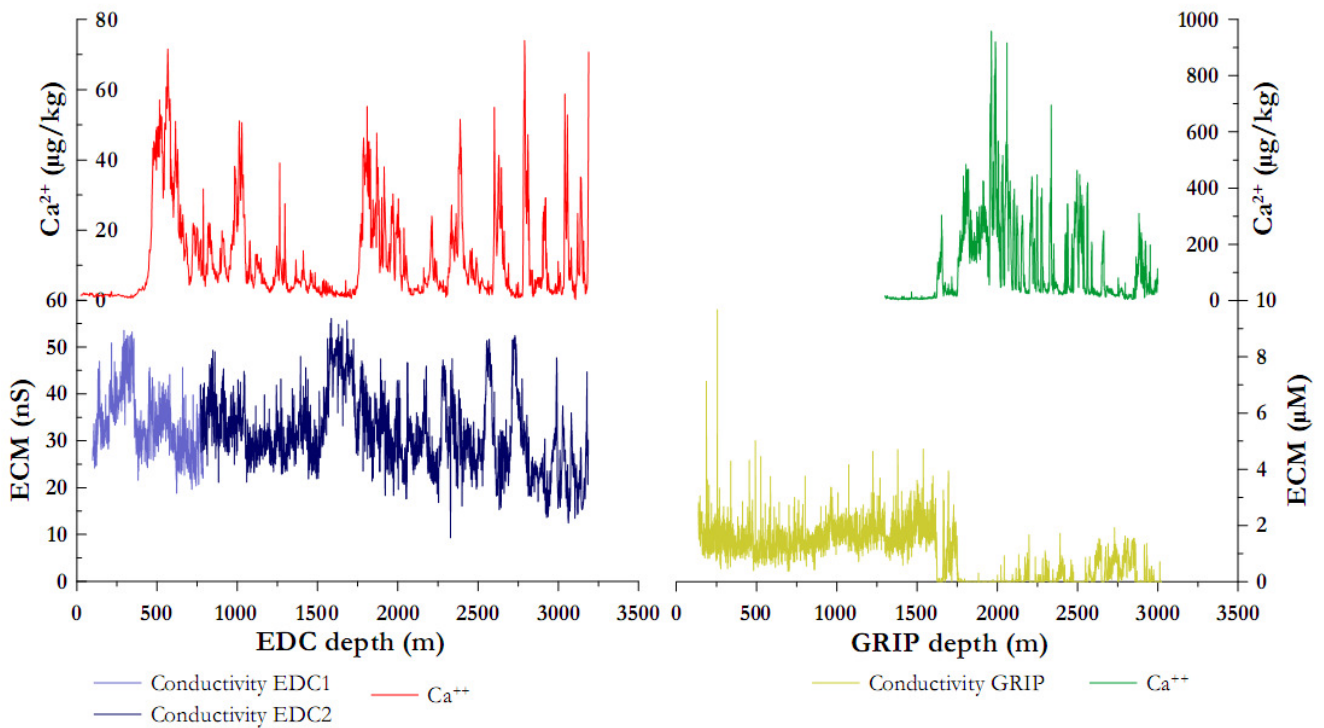 80
60
40
20
0
Ca²⁺ (µg/kg)
60
50
40
30
20
10
0
ECM (nS)
0 500 1000 1500 2000 2500 3000 3500
EDC depth (m)
Conductivity EDC1
Conductivity EDC2
Ca⁺⁺
1000
800
600
400
200
0
Ca²⁺ (µg/kg)
10
8
6
4
2
0
ECM (µM)
0 500 1000 1500 2000 2500 3000 3500
GRIP depth (m)
Conductivity GRIP
Ca⁺⁺